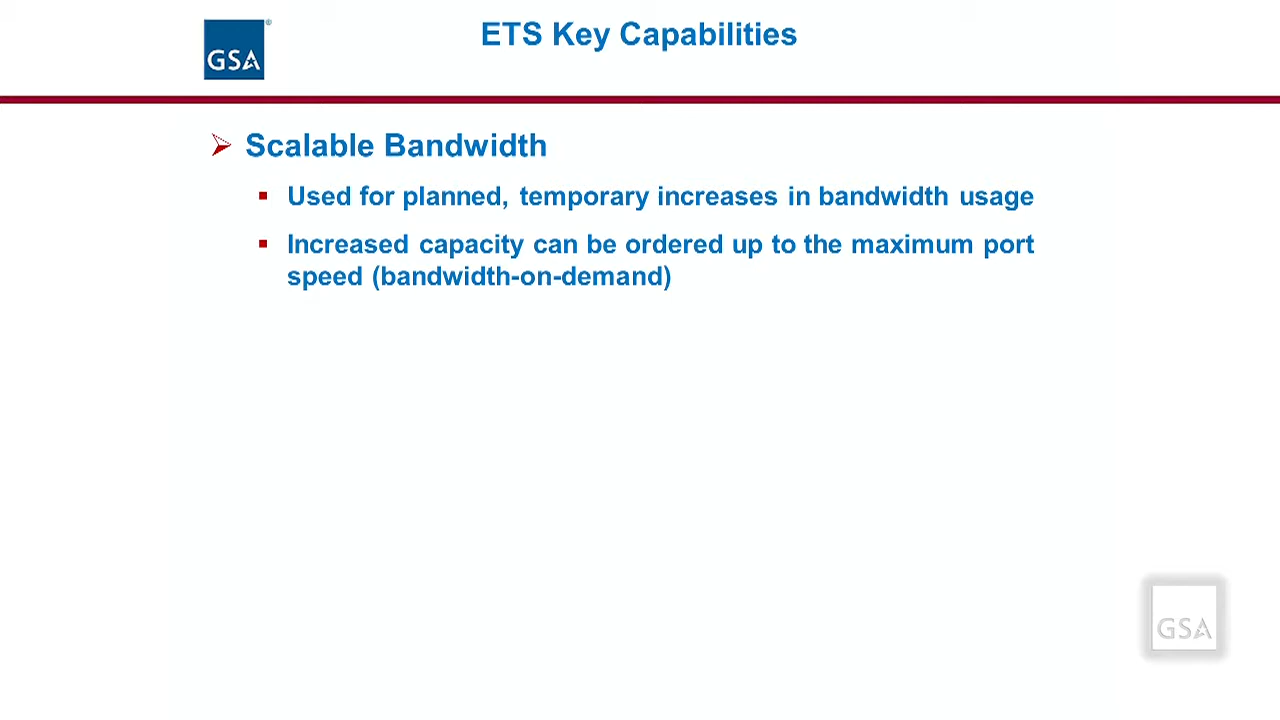 GSA®
ETS Key Capabilities
Scalable Bandwidth
Used for planned, temporary increases in bandwidth usage
Increased capacity can be ordered up to the maximum port
speed (bandwidth-on-demand)
GSA